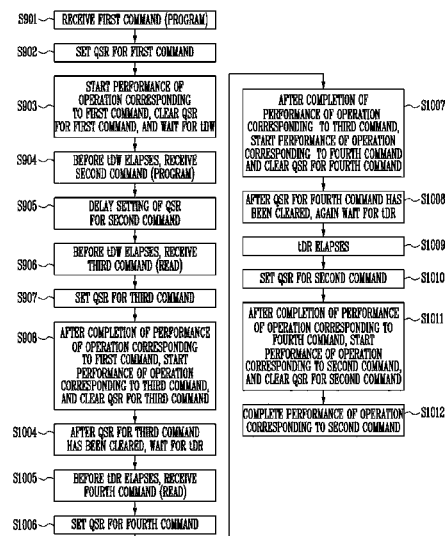 S901
RECEIVE FIRST COMMAND (PROGRAM)
S902
SET QSR FOR FIRST COMMAND
S903
START PERFORMANCE OF
OPERATION CORRESPONDING
TO FIRST COMMAND, CLEAR QSR
FOR FIRST COMMAND, AND WAIT FOR tDW
S904
BEFORE tDW ELAPSES, RECEIVE
SECOND COMMAND (PROGRAM)
S905
DELAY SETTING OF QSR
FOR SECOND COMMAND
S906
BEFORE tDW ELAPSES, RECEIVE
THIRD COMMAND (READ)
S907
SET QSR FOR THIRD COMMAND
S908
AFTER COMPLETION OF PERFORMANCE
OF OPERATION CORRESPONDING
TO FIRST COMMAND, START
PERFORMANCE OF OPERATION
CORRESPONDING TO THIRD COMMAND,
AND CLEAR QSR FOR THIRD COMMAND
S1004
AFTER QSR FOR THIRD COMMAND
HAS BEEN CLEARED, WAIT FOR tDR
S1005
BEFORE tDR ELAPSES, RECEIVE
FOURTH COMMAND (READ)
S1006
SET QSR FOR FOURTH COMMAND
AFTER COMPLETION OF
PERFORMANCE OF OPERATION
CORRESPONDING TO THIRD COMMAND,
START PERFORMANCE OF OPERATION
CORRESPONDING TO FOURTH COMMAND
AND CLEAR QSR FOR FOURTH COMMAND
S1007
AFTER QSR FOR FOURTH COMMAND HAS
BEEN CLEARED, AGAIN WAIT FOR tDR
S1008
tDR ELAPSES
S1009
SET QSR FOR SECOND COMMAND
S1010
AFTER COMPLETION OF PERFORMANCE
OF OPERATION CORRESPONDING TO
FOURTH COMMAND, START
PERFORMANCE OF OPERATION
CORRESPONDING TO SECOND COMMAND,
AND CLEAR QSR FOR SECOND COMMAND
S1011
COMPLETE PERFORMANCE OF OPERATION
CORRESPONDING TO SECOND COMMAND
S1012